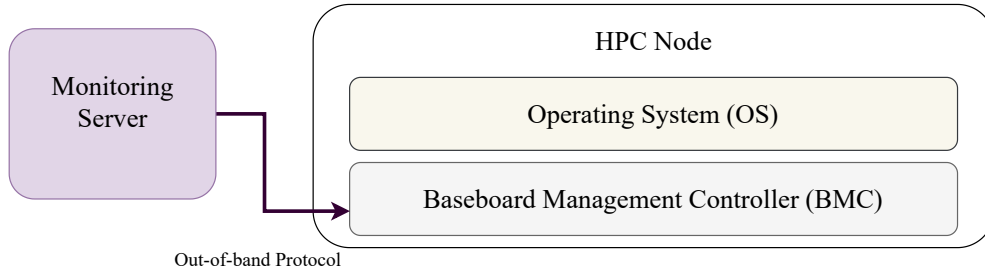 HPC Node
Monitoring
Server
Operating System (OS)
Baseboard Management Controller (BMC)
Out-of-band Protocol